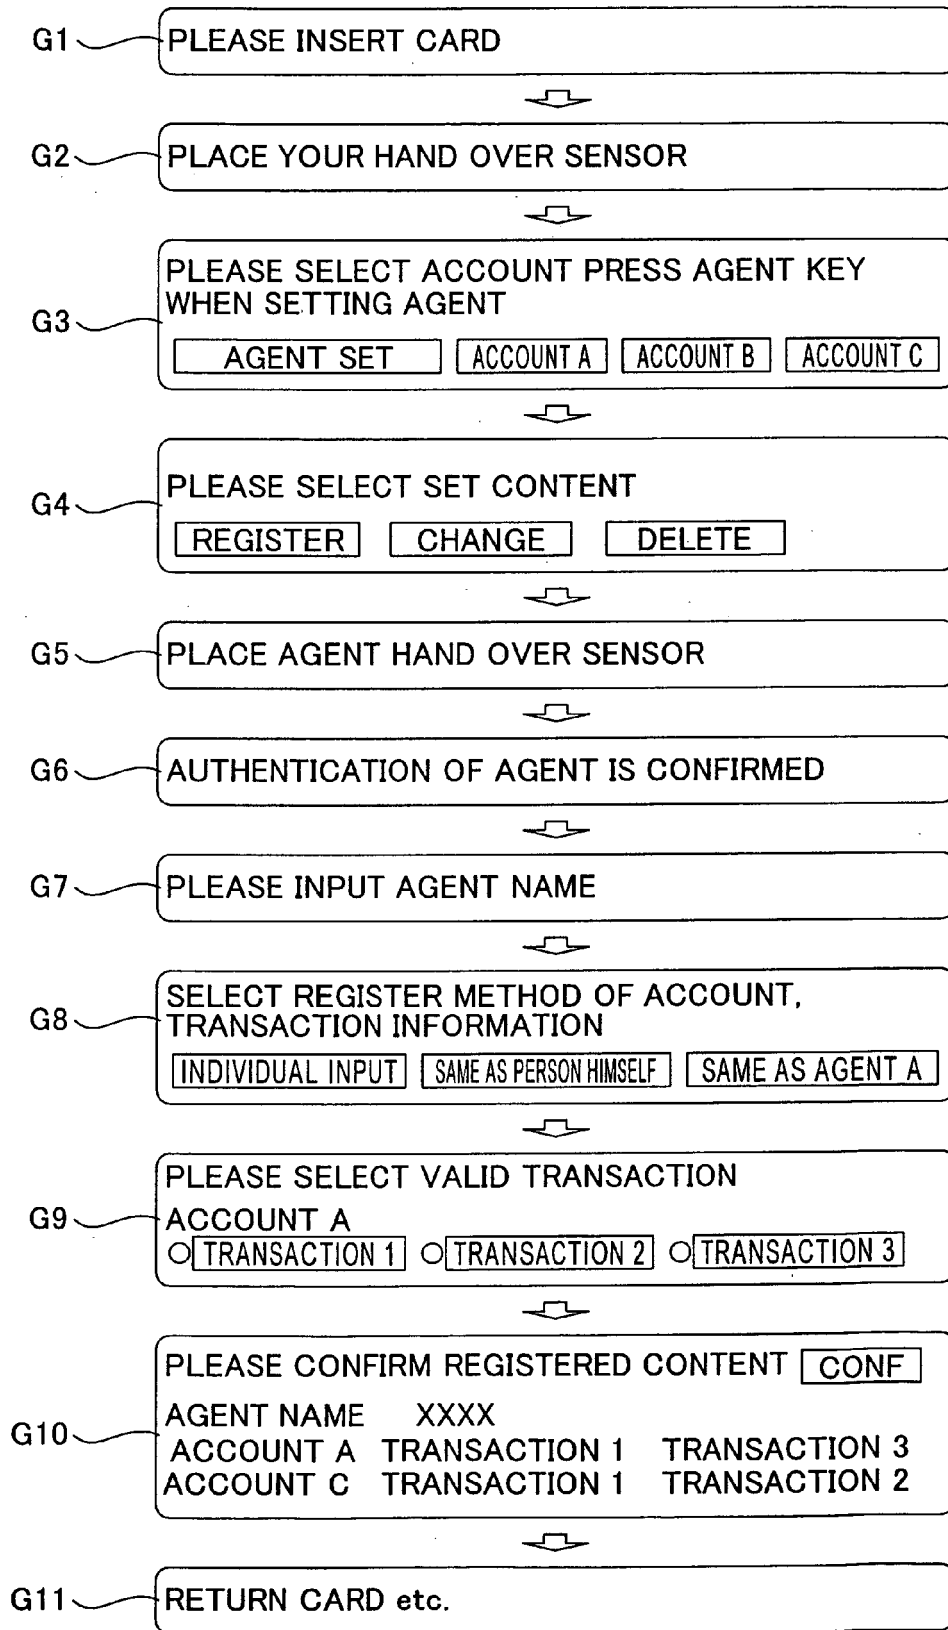 G1 PLEASE INSERT CARD
G2 PLACE YOUR HAND OVER SENSOR
PLEASE SELECT ACCOUNT PRESS AGENT KEY
G3 WHEN SETTING AGENT
AGENT SET ACCOUNT A ACCOUNT B ACCOUNT C
PLEASE SELECT SET CONTENT
G4
REGISTER CHANGE DELETE
G5 PLACE AGENT HAND OVER SENSOR
G6 AUTHENTICATION OF AGENT IS CONFIRMED
G7 PLEASE INPUT AGENT NAME
SELECT REGISTER METHOD OF ACCOUNT,
G8 TRANSACTION INFORMATION
INDIVIDUAL INPUT SAME AS PERSON HIMSELF SAME AS AGENT A
PLEASE SELECT VALID TRANSACTION
G9 ACCOUNT A
TRANSACTION 1 TRANSACTION 2 TRANSACTION 3
PLEASE CONFIRM REGISTERED CONTENT CONF
AGENT NAME XXXX
G10 ACCOUNT A TRANSACTION 1 TRANSACTION 3
ACCOUNT C TRANSACTION 1 TRANSACTION 2
G11 RETURN CARD etc.